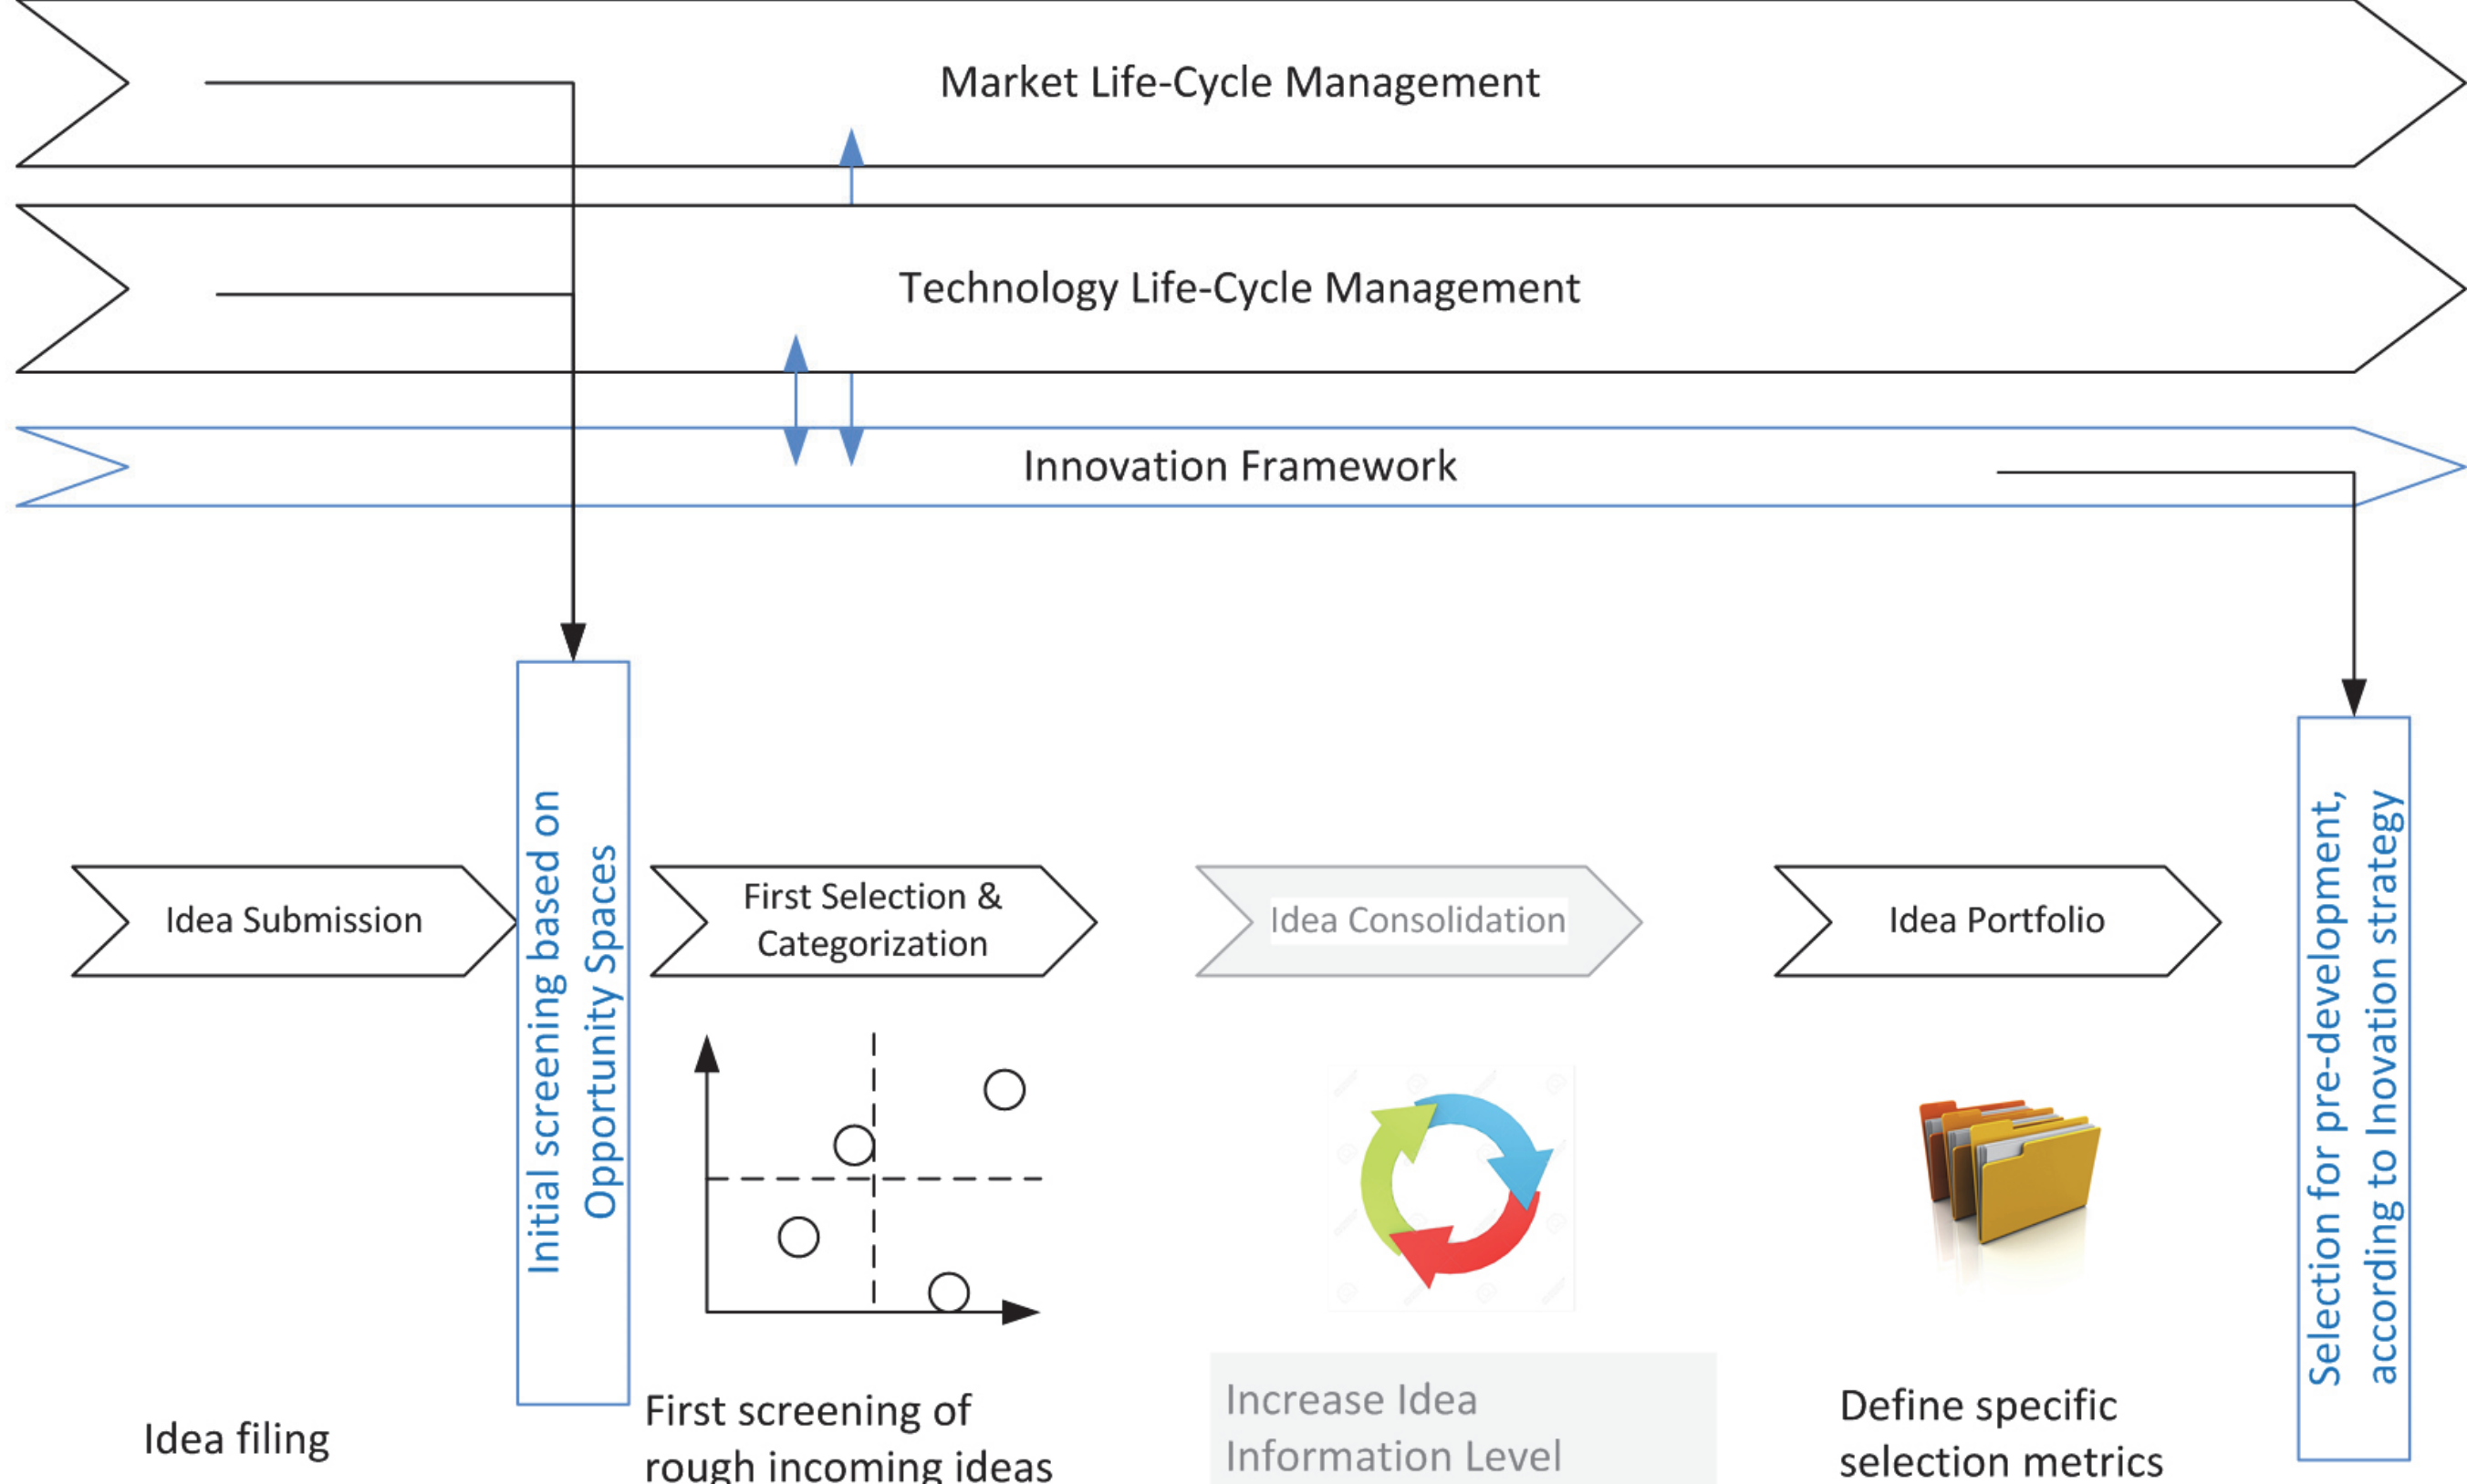 Market Life-Cycle Management
Technology Life-Cycle Management
Innovation Framework
Idea Submission
Initial screening based on
Opportunity Spaces
First Selection &
Categorization
Idea Consolidation
Idea Portfolio
Selection for pre-development,
according to Inovation strategy
Idea filing
First screening of
rough incoming ideas
Increase Idea
Information Level
Define specific
selection metrics